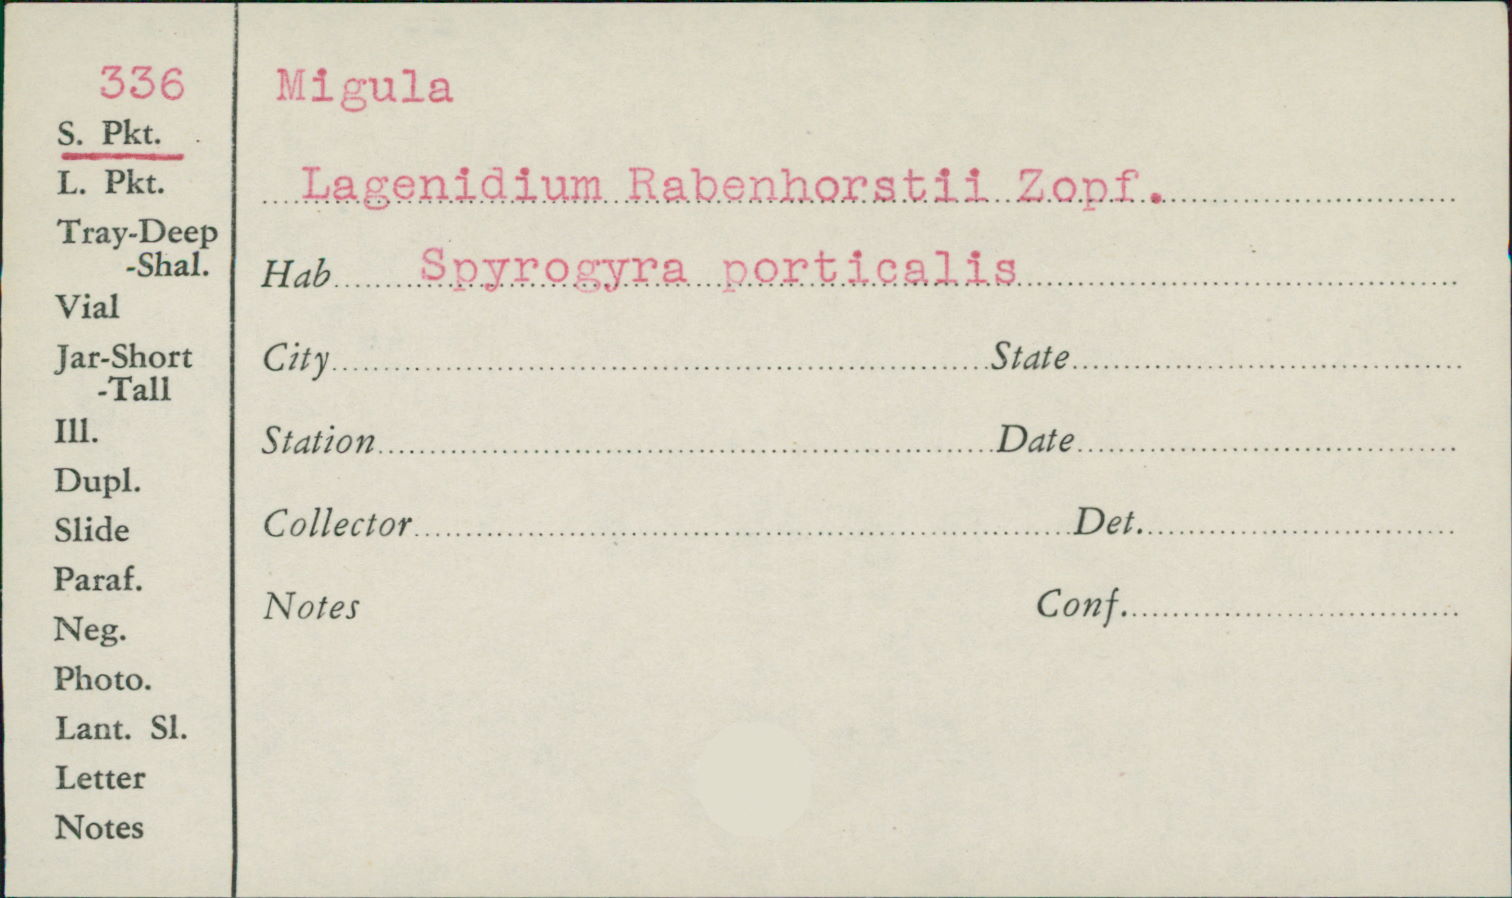 336
S. Pkt.
L. Pkt.
Tray-Deep
-Shal.
Vial
Jar-Short
-Tall
Ill.
Dupl.
Slide
Paraf.
Neg.
Photo.
Lant. Sl.
Letter
Notes
Migula
Lagenidium Rabenhorstii Zopf.
Hab Spyrogyra porticalis
City State
Station Date
Collector Det.
Notes Conf.